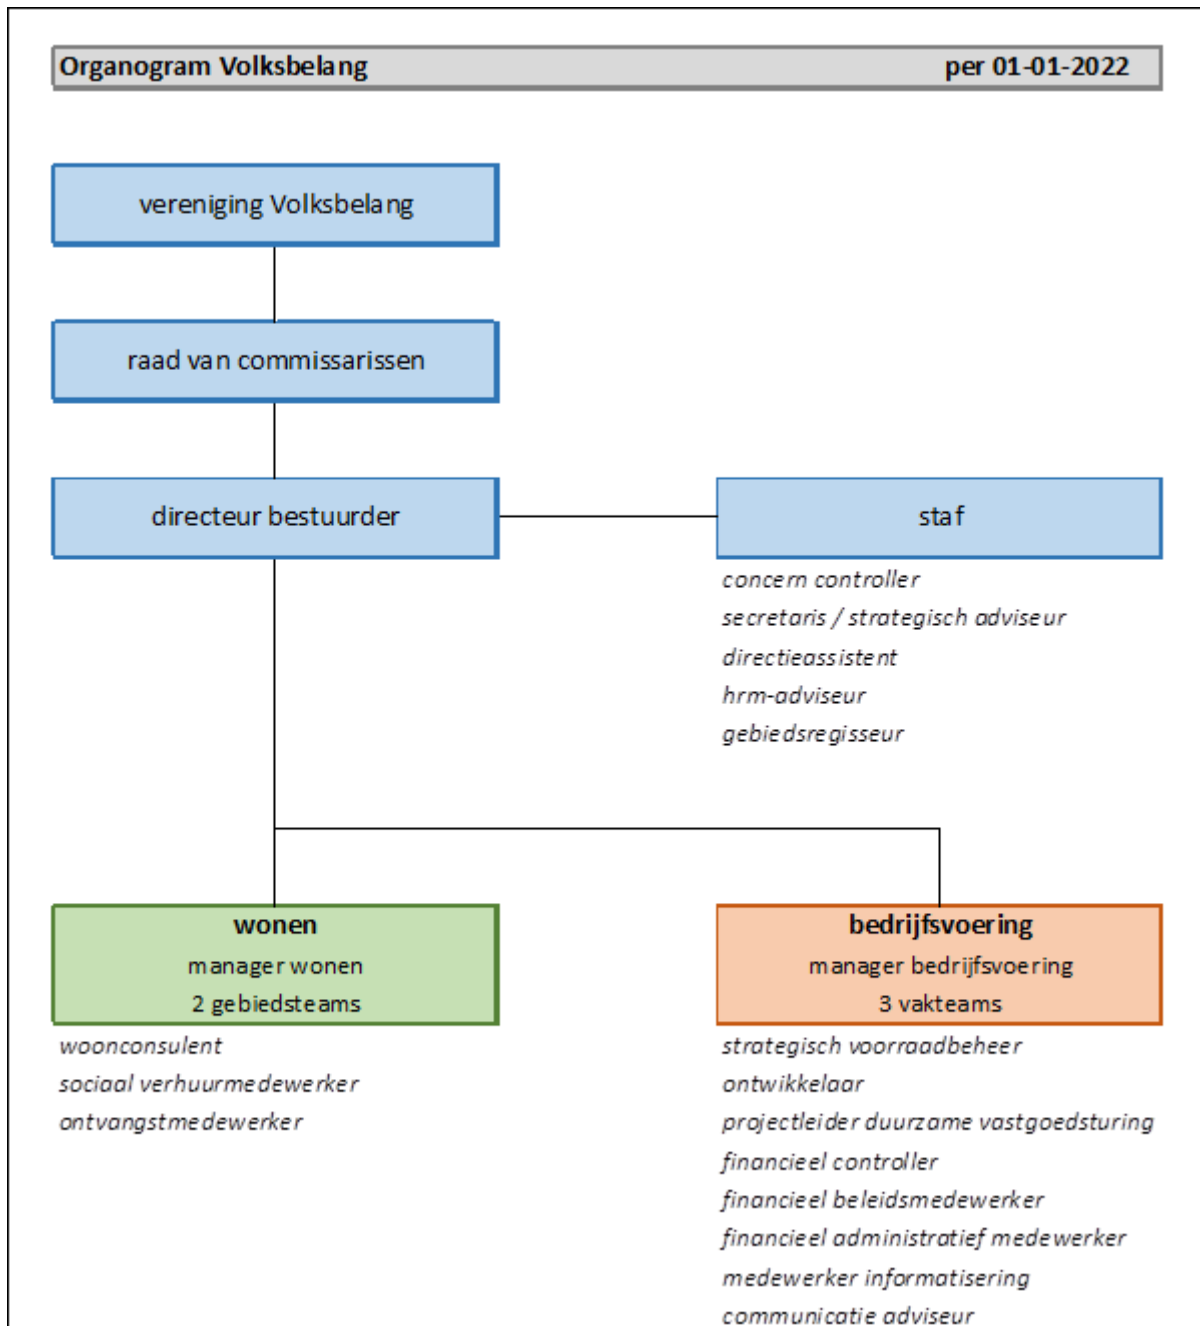 Organogram Volksbelang per 01-01-2022
vereniging Volksbelang
raad van commissarissen
directeur bestuurder
staf
concern controller
secretaris / strategisch adviseur
directieassistent
hrm-adviseur
gebiedsregisseur
wonen
manager wonen
2 gebiedsteams
woonconsulent
sociaal verhuurmedewerker
ontvangstmedewerker
bedrijfsvoering
manager bedrijfsvoering
3 vakteams
strategisch voorraadbeheer
ontwikkelaar
projectleider duurzame vastgoedsturing
financieel controller
financieel beleidsmedewerker
financieel administratief medewerker
medewerker informatisering
communicatie adviseur